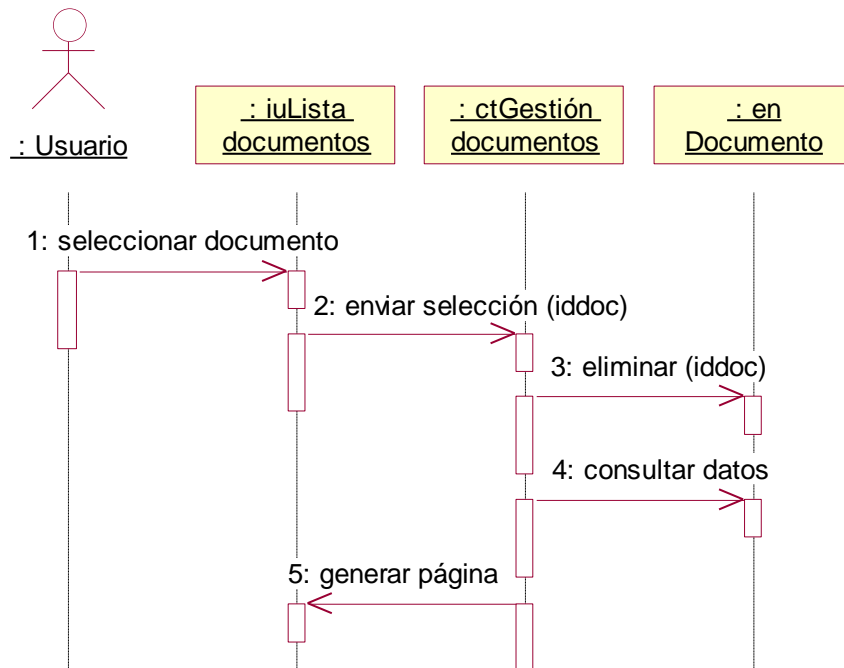 : Usuario
: iuLista
documentos
: ctGestión
documentos
: en
Documento
1: seleccionar documento
2: enviar selección (iddoc)
3: eliminar (iddoc)
4: consultar datos
5: generar página